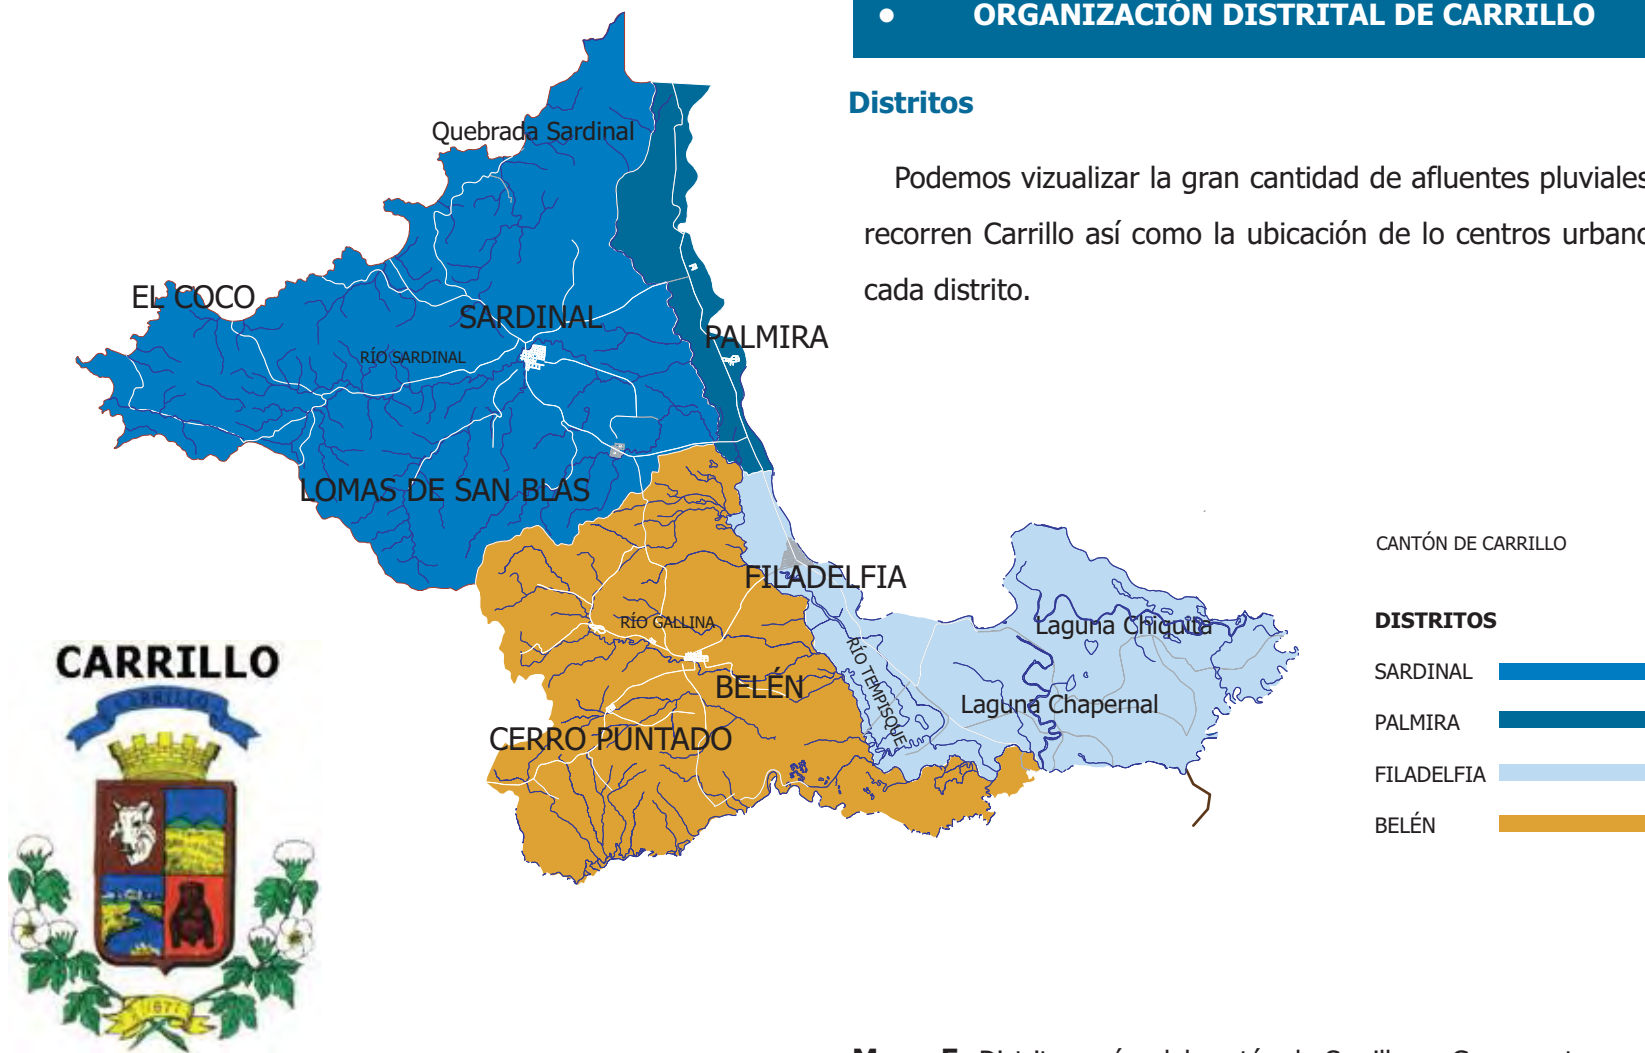 • ORGANIZACIÓN DISTRITAL DE CARRILLO
Distritos
Podemos vizualizar la gran cantidad de afluentes pluviales
recorren Carrillo así como la ubicación de lo centros urbano
cada distrito.
Quebrada Sardinal
EL COCO
SARDINAL
RÍO SARDINAL
PALMIRA
LOMAS DE SAN BLAS
FILADELFIA
RÍO GALLINA
Laguna Chiquita
RÍO TEMPISQUE
BELÉN
Laguna Chapernal
CERRO PUNTADO
CANTÓN DE CARRILLO
DISTRITOS
SARDINAL
PALMIRA
FILADELFIA
BELÉN
CARRILLO
CARRILLO
1877